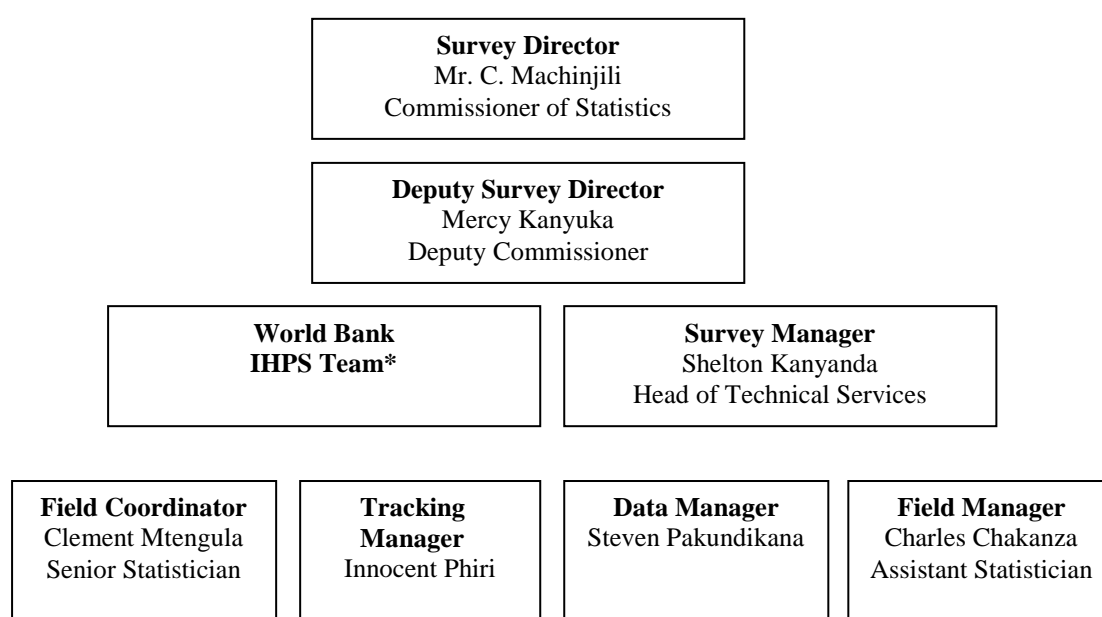 Survey Director
Mr. C. Machinjili
Commissioner of Statistics
Deputy Survey Director
Mercy Kanyuka
Deputy Commissioner
World Bank
IHPS Team*
Survey Manager
Shelton Kanyanda
Head of Technical Services
Field Coordinator
Clement Mtengula
Senior Statistician
Tracking
Manager
Innocent Phiri
Data Manager
Steven Pakundikana
Field Manager
Charles Chakanza
Assistant Statistician